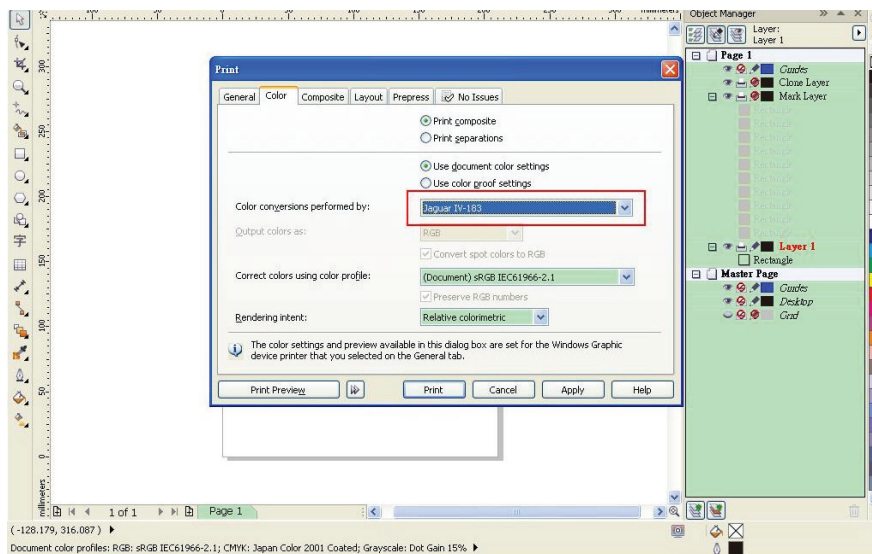 Object Manager
Layer:
Layer 1
Page 1
Guides
Clone Layer
Mark Layer
Layer 1
Rectangle
Master Page
Guides
Desktop
Grid
Print
General Color Composite Layout Prepress No Issues
Print composite
Print separations
Use document color settings
Use color proof settings
Color conversions performed by: Jaguar IV-183
Output colors as: RGB
Convert spot colors to RGB
Correct colors using color profile: (Document) sRGB IEC61966-2.1
Preserve RGB numbers
Rendering intent: Relative colorimetric
The color settings and preview available in this dialog box are set for the Windows Graphic
device printer that you selected on the General tab.
Print Preview Print Cancel Apply Help
字
millimeters
1 of 1 Page 1
( -128.179, 316.087 )
Document color profiles: RGB: sRGB IEC61966-2.1; CMYK: Japan Color 2001 Coated; Grayscale: Dot Gain 15%